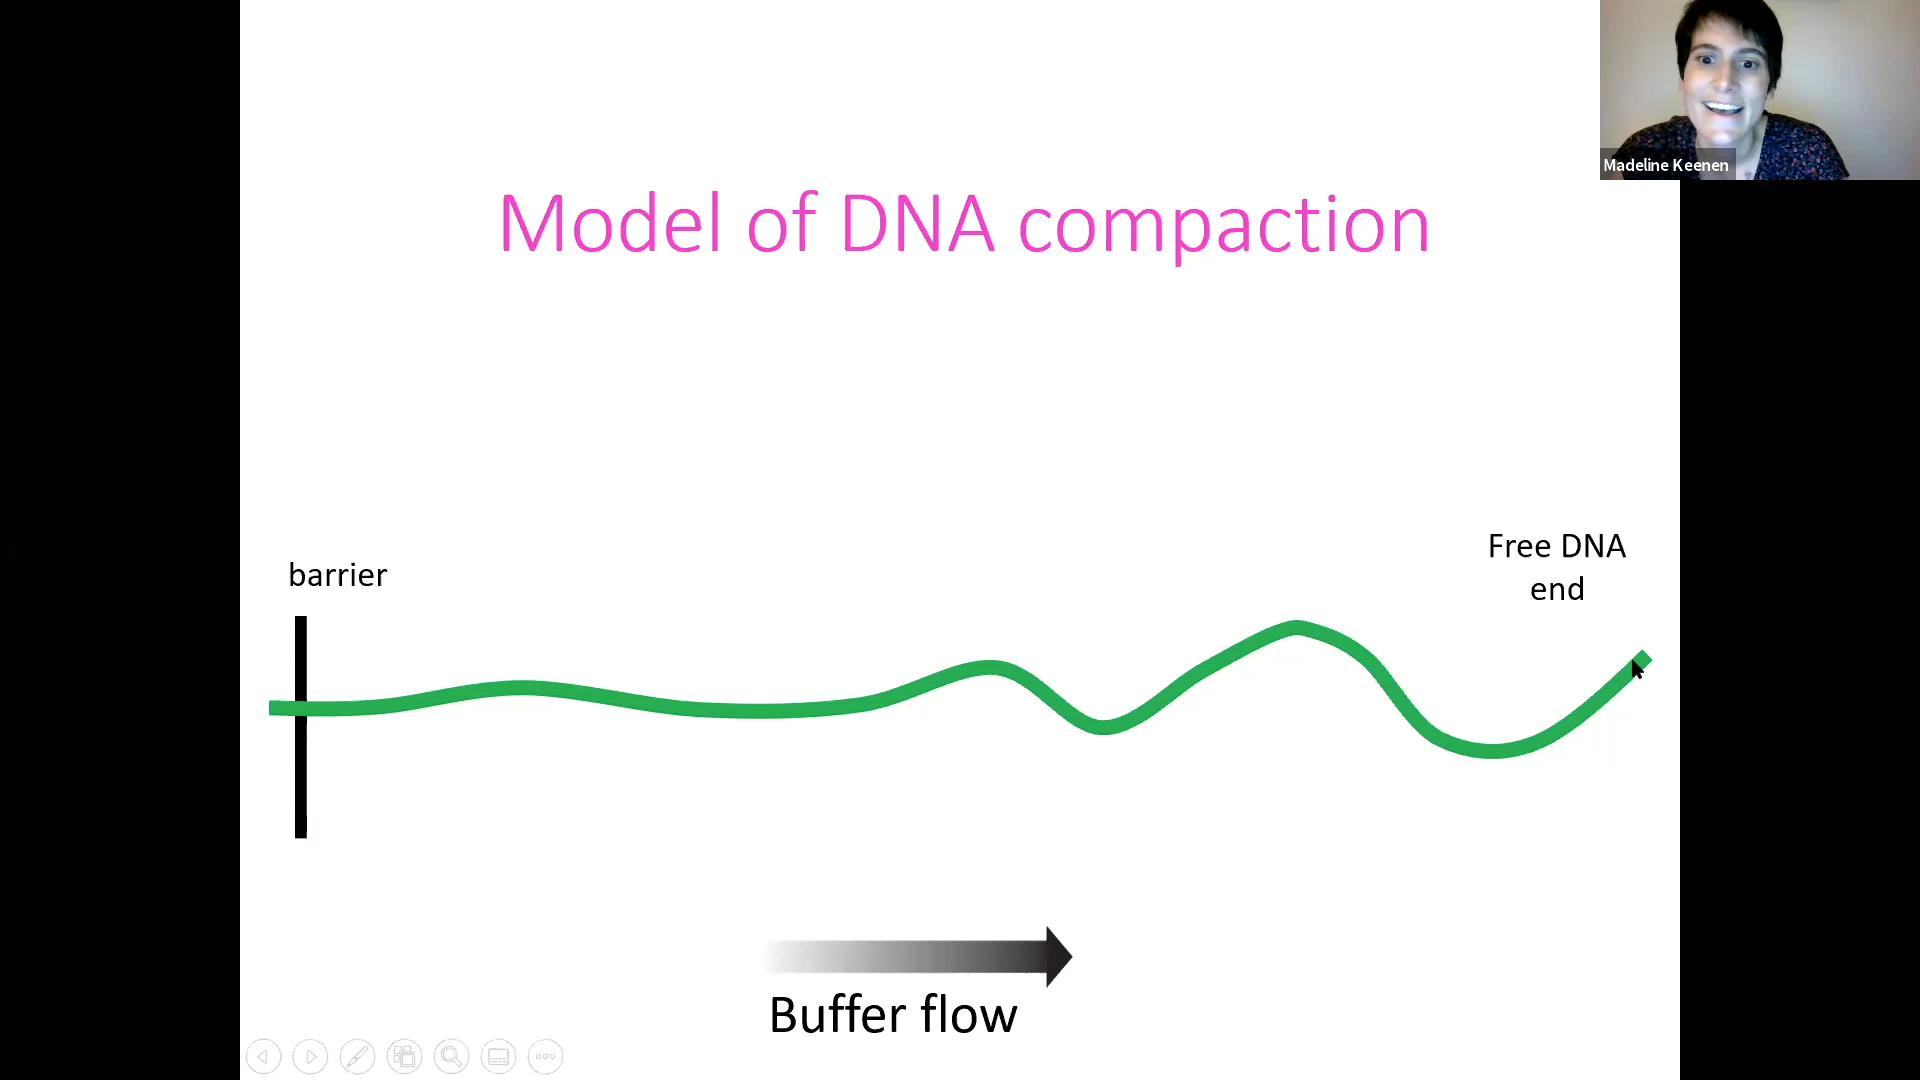 Madeline Keenen
Model of DNA compaction
Free DNA
end
barrier
Buffer flow